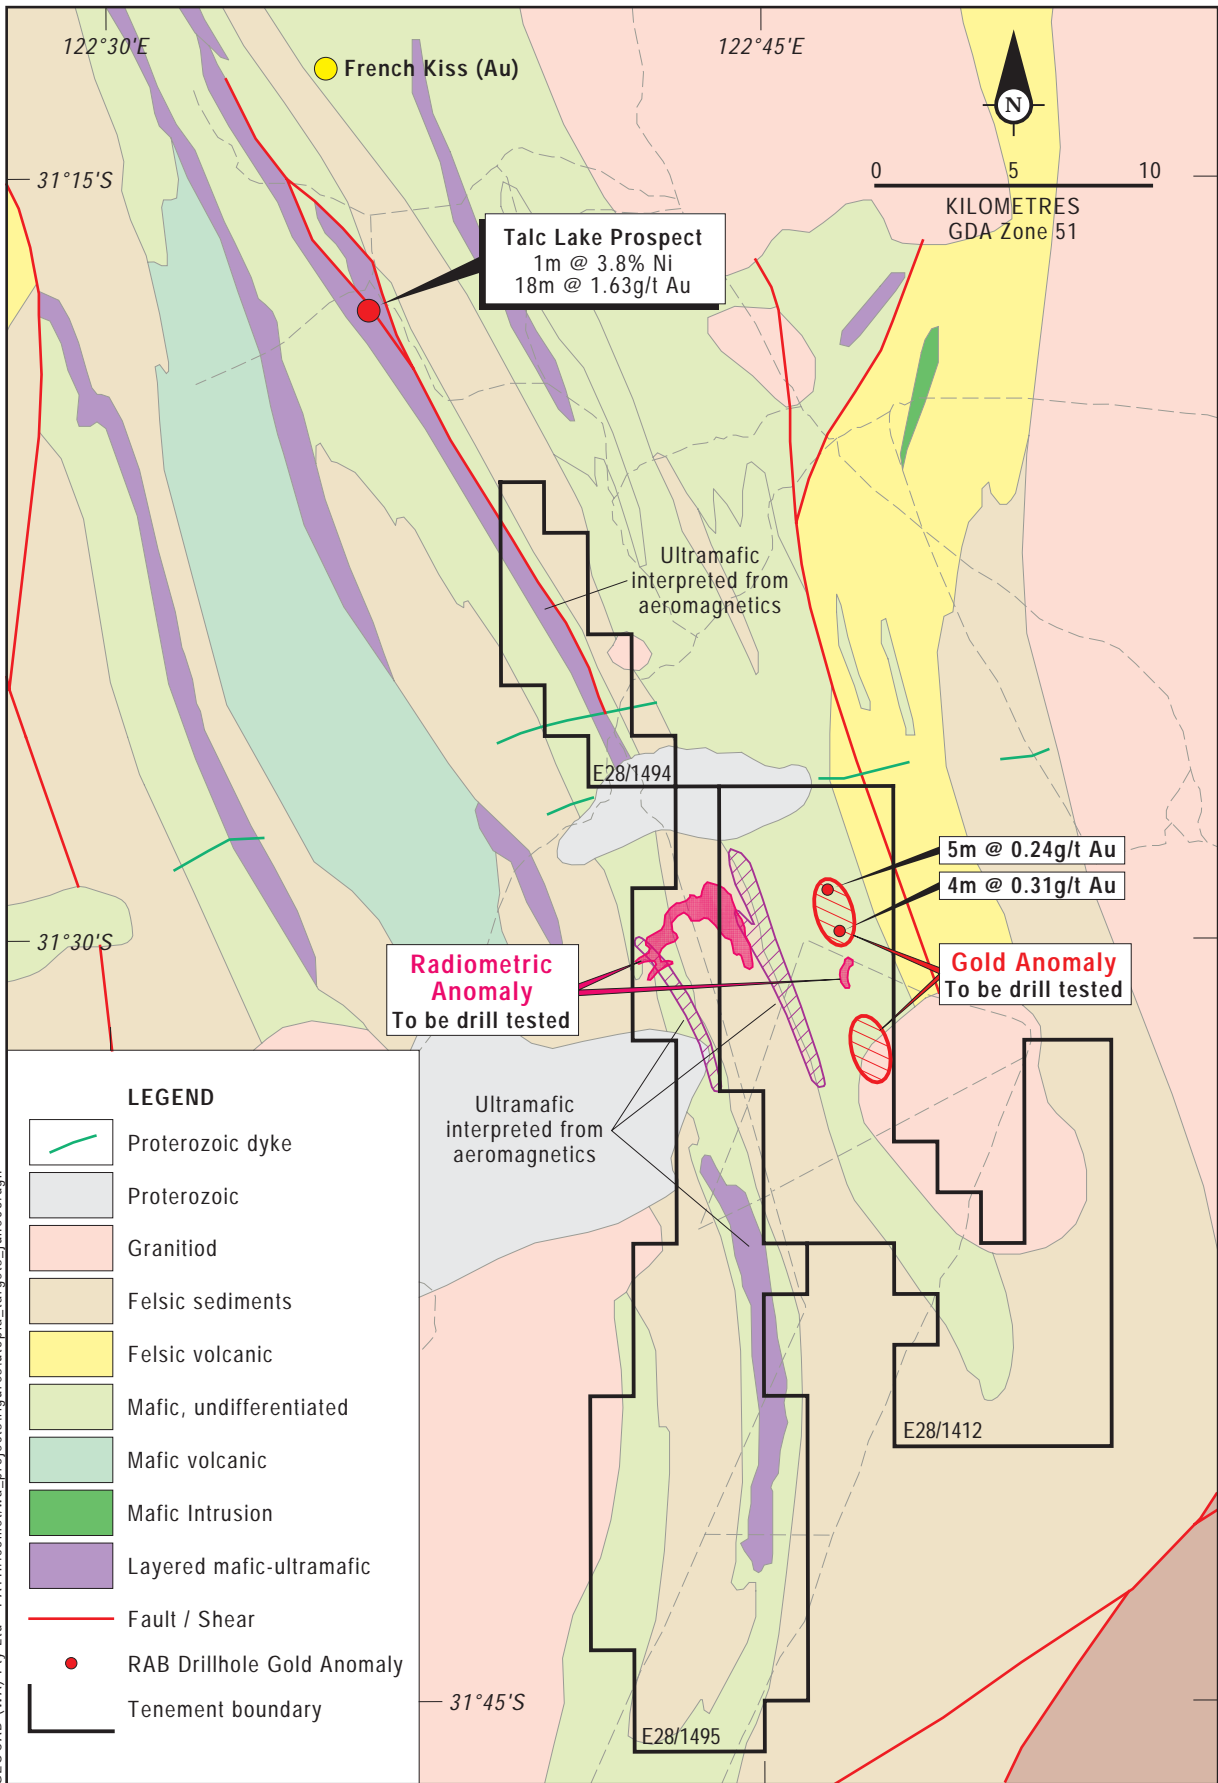 122°30'E
122°45'E
French Kiss (Au)
N
31°15'S
0 5 10
KILOMETRES
GDA Zone 51
Talc Lake Prospect
1m @ 3.8% Ni
18m @ 1.63g/t Au
Ultramafic
interpreted from
aeromagnetics
E28/1494
5m @ 0.24g/t Au
4m @ 0.31g/t Au
31°30'S
Radiometric
Anomaly
To be drill tested
Gold Anomaly
To be drill tested
Ultramafic
interpreted from
aeromagnetics
LEGEND
Proterozoic dyke
Proterozoic
Granitiod
Felsic sediments
Felsic volcanic
Mafic, undifferentiated
Mafic volcanic
Mafic Intrusion
Layered mafic-ultramafic
Fault / Shear
RAB Drillhole Gold Anomaly
Tenement boundary
E28/1412
31°45'S
E28/1495